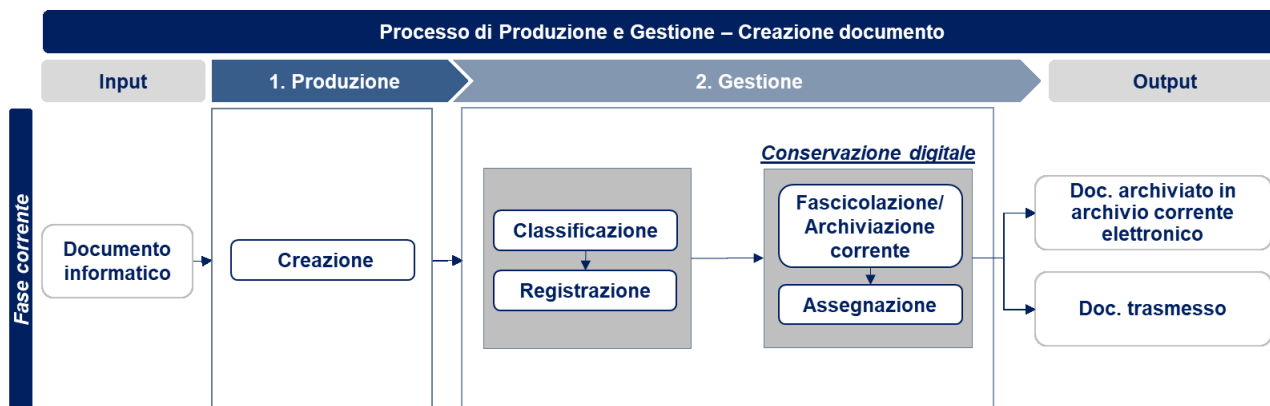 Processo di Produzione e Gestione – Creazione documento
Input
1. Produzione
2. Gestione
Output
Fase corrente
Documento
informatico
Creazione
Classificazione
Registrazione
Conservazione digitale
Fascicolazione/
Archiviazione
corrente
Assegnazione
Doc. archiviato in
archivio corrente
elettronico
Doc. trasmesso